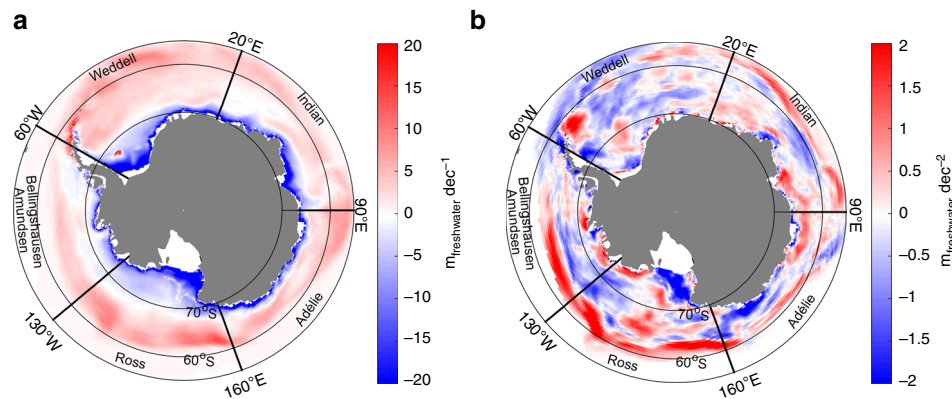 a
20°E
Weddell
Indian
60°W
90°E
Bellingshausen
Amundsen
130°W
70°S
60°S
Ross
Adélie
160°E
20
15
10
5
0
−5
−10
−15
−20
m_freshwater dec⁻¹
b
20°E
Weddell
Indian
60°W
90°E
Bellingshausen
Amundsen
130°W
70°S
60°S
Ross
Adélie
160°E
2
1.5
1
0.5
0
−0.5
−1
−1.5
−2
m_freshwater dec⁻²